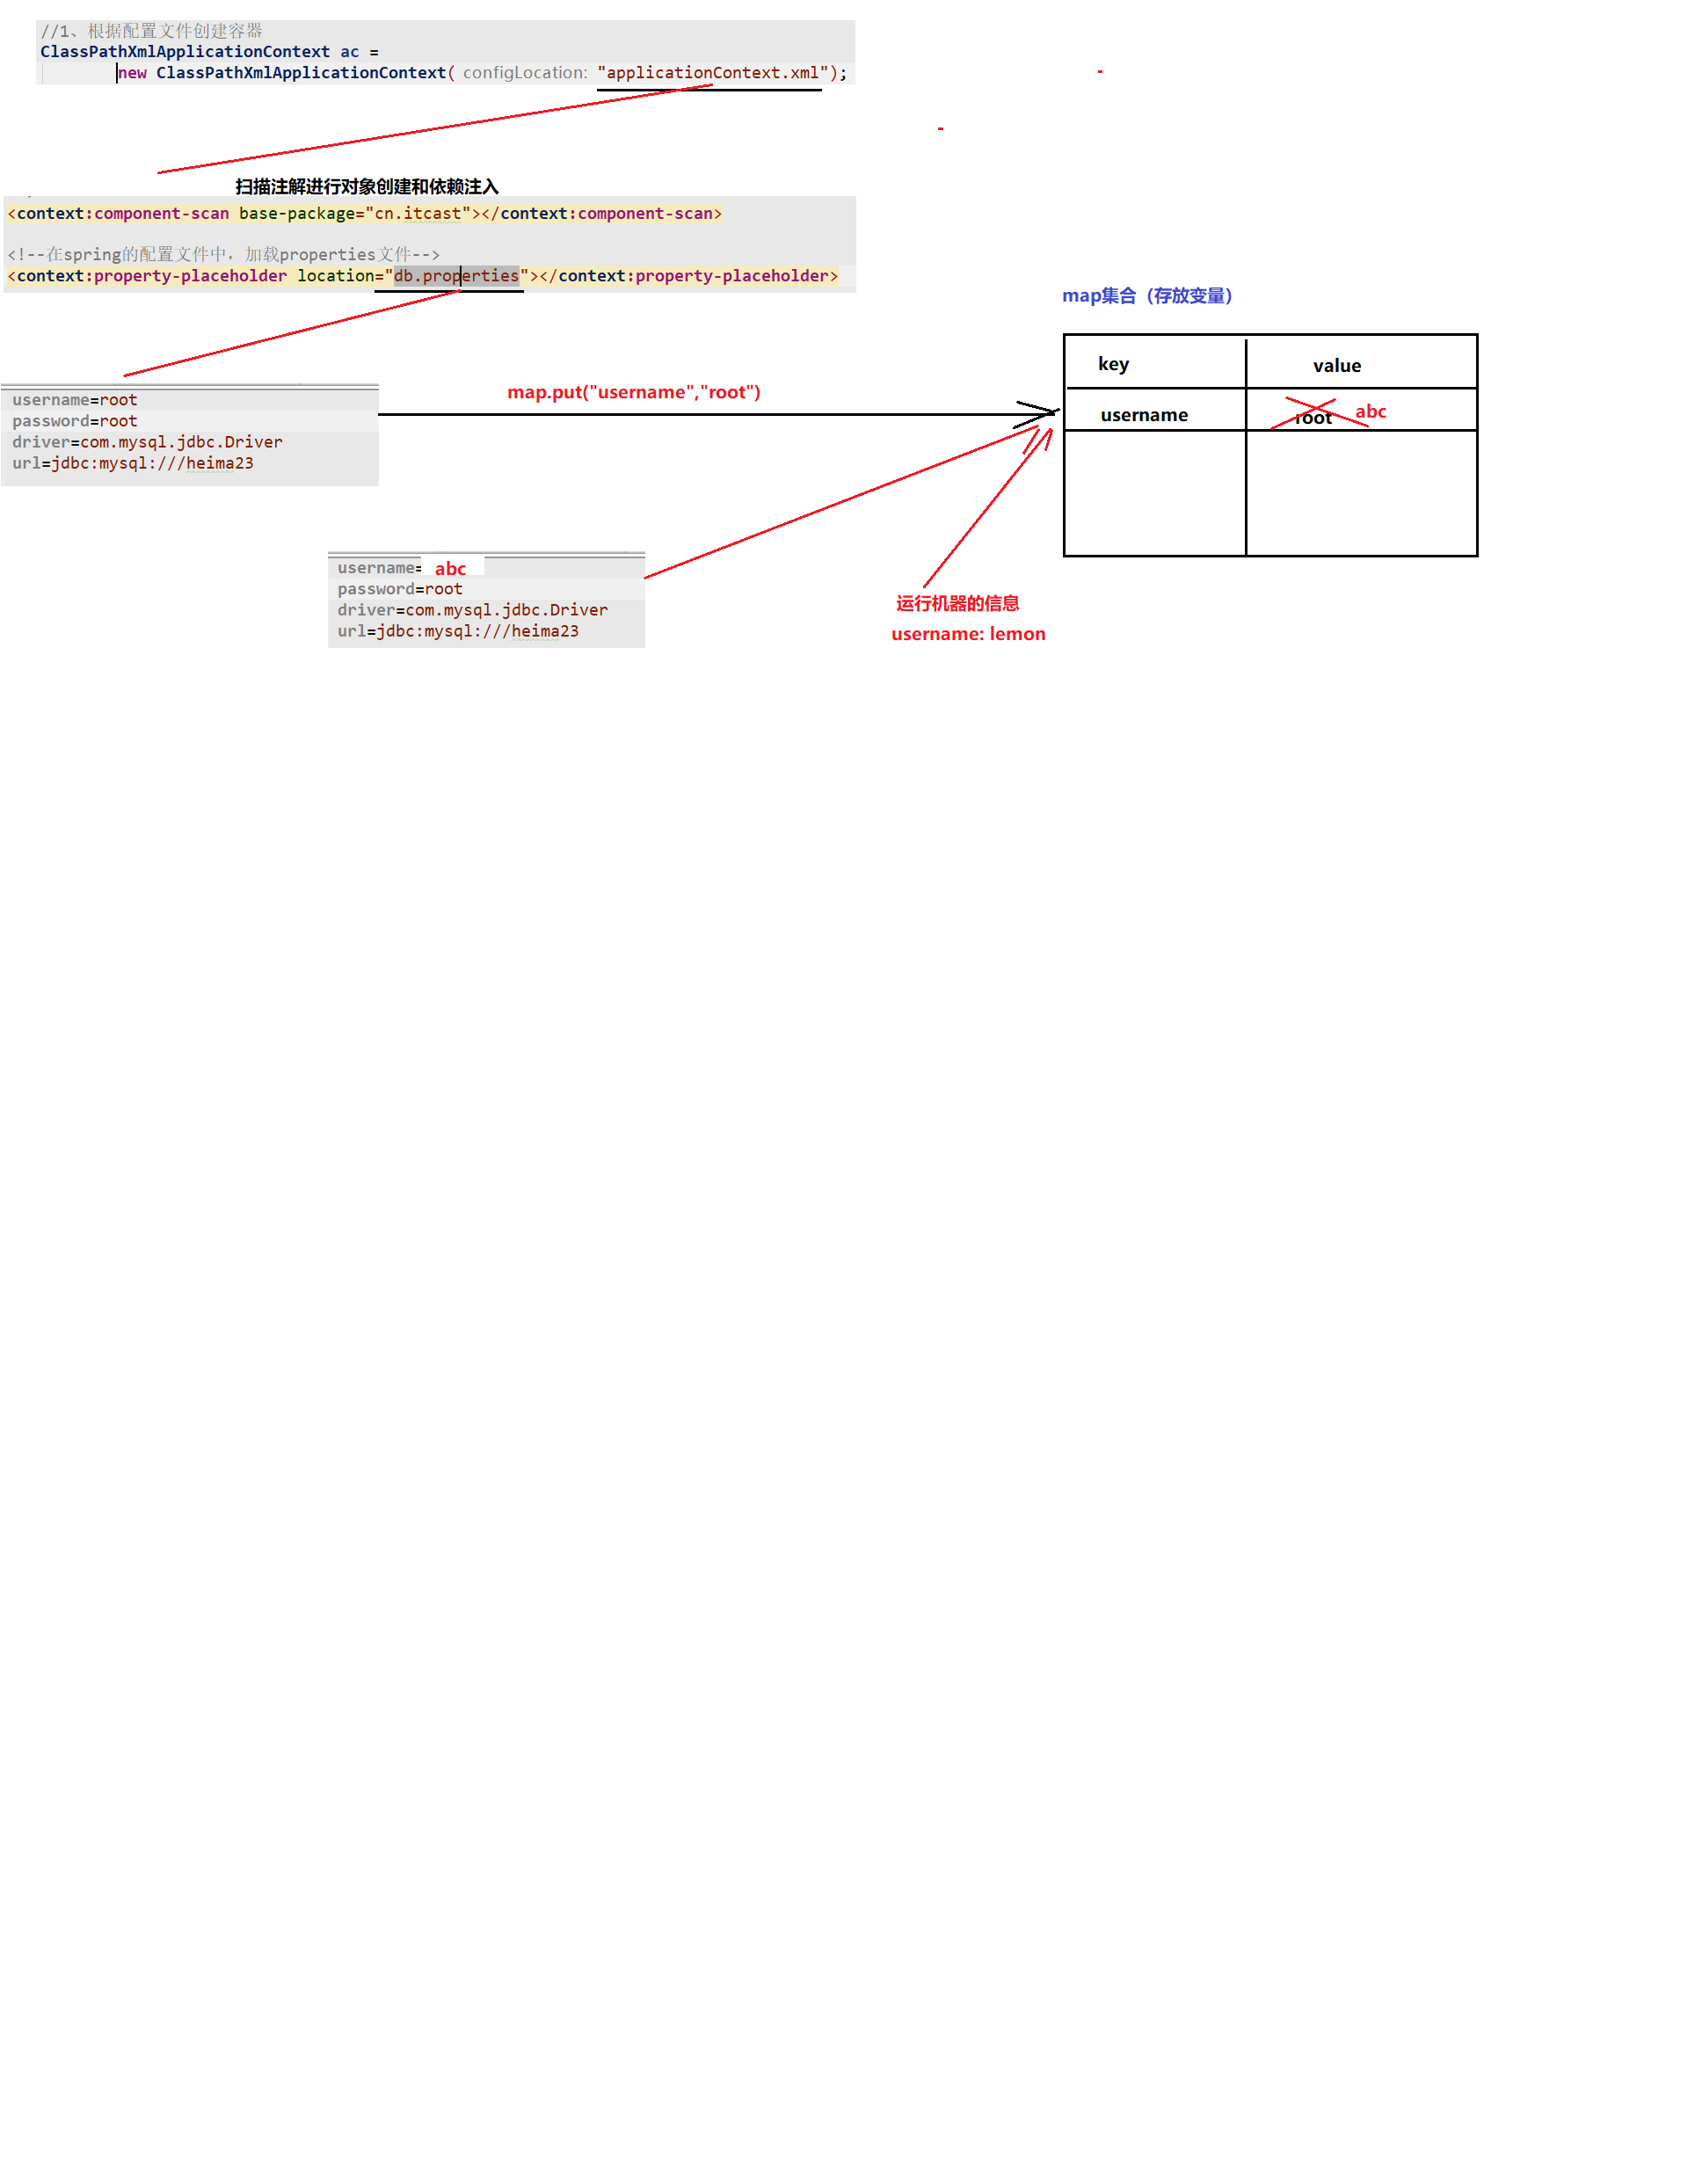 //1、根据配置文件创建容器
ClassPathXmlApplicationContext ac =
new ClassPathXmlApplicationContext( configLocation: "applicationContext.xml");
扫描注解进行对象创建和依赖注入
<context:component-scan base-package="cn.itcast"></context:component-scan>
<!--在spring的配置文件中，加载properties文件-->
<context:property-placeholder location="db.properties"></context:property-placeholder>
map集合（存放变量）
key value
username root abc
map.put("username","root")
username=root
password=root
driver=com.mysql.jdbc.Driver
url=jdbc:mysql:///heima23
username= abc
password=root
driver=com.mysql.jdbc.Driver
url=jdbc:mysql:///heima23
运行机器的信息
username: lemon